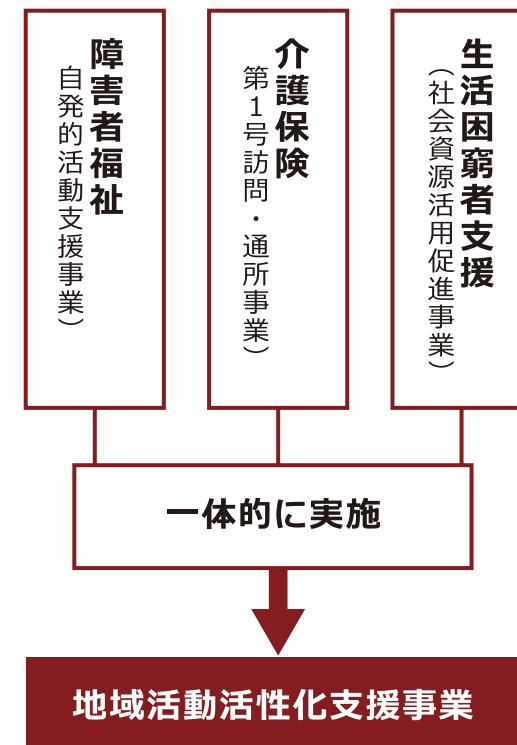 生活困窮者支援
（社会資源活用促進事業）
介護保険
第１号訪問・通所事業）
障害者福祉
自発的活動支援事業）
一体的に実施
地域活動活性化支援事業